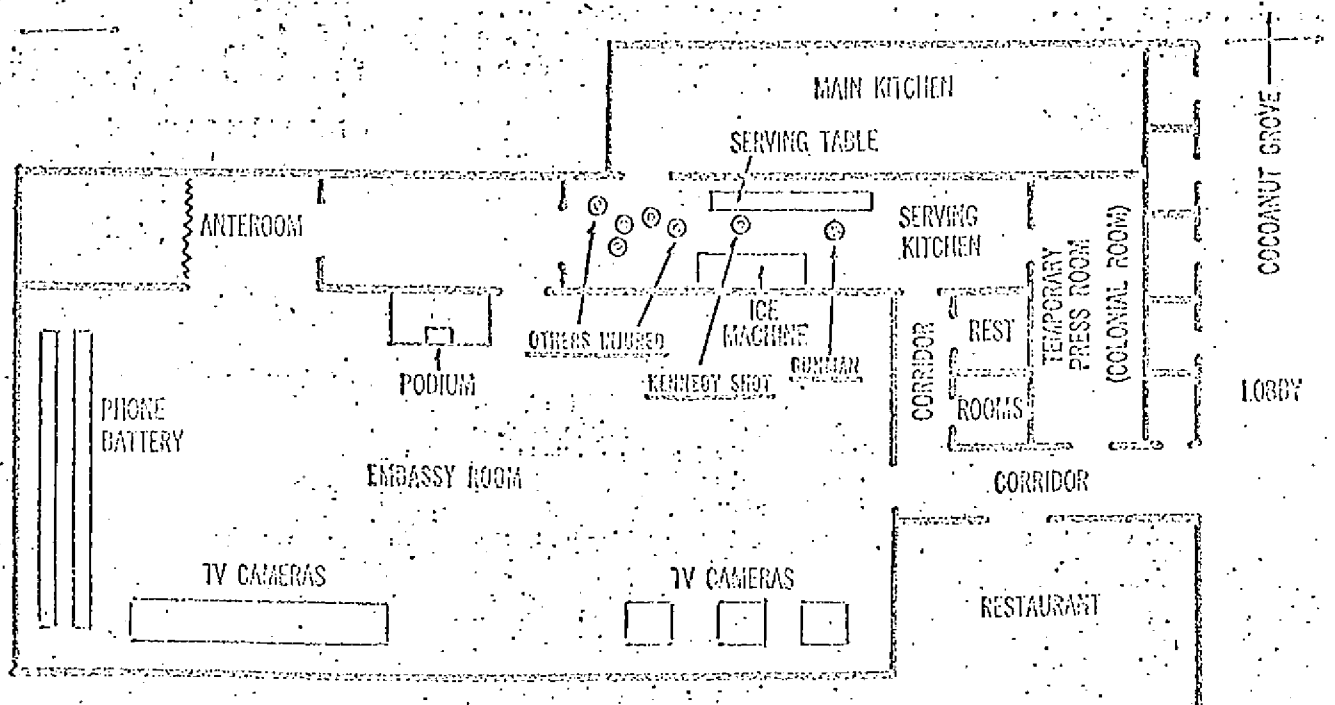 MAIN KITCHEN
SERVING TABLE
COCOANUT GROVE
ANTEROOM
SERVING
KITCHEN
TEMPORARY
PRESS ROOM
(COLONIAL ROOM)
ICE
MACHINE
OTHERS INJURED
KENNEDY SHOT
GUNMAN
CORRIDOR
REST
ROOMS
PODIUM
LOBBY
PHONE
BATTERY
EMBASSY ROOM
CORRIDOR
TV CAMERAS
TV CAMERAS
RESTAURANT